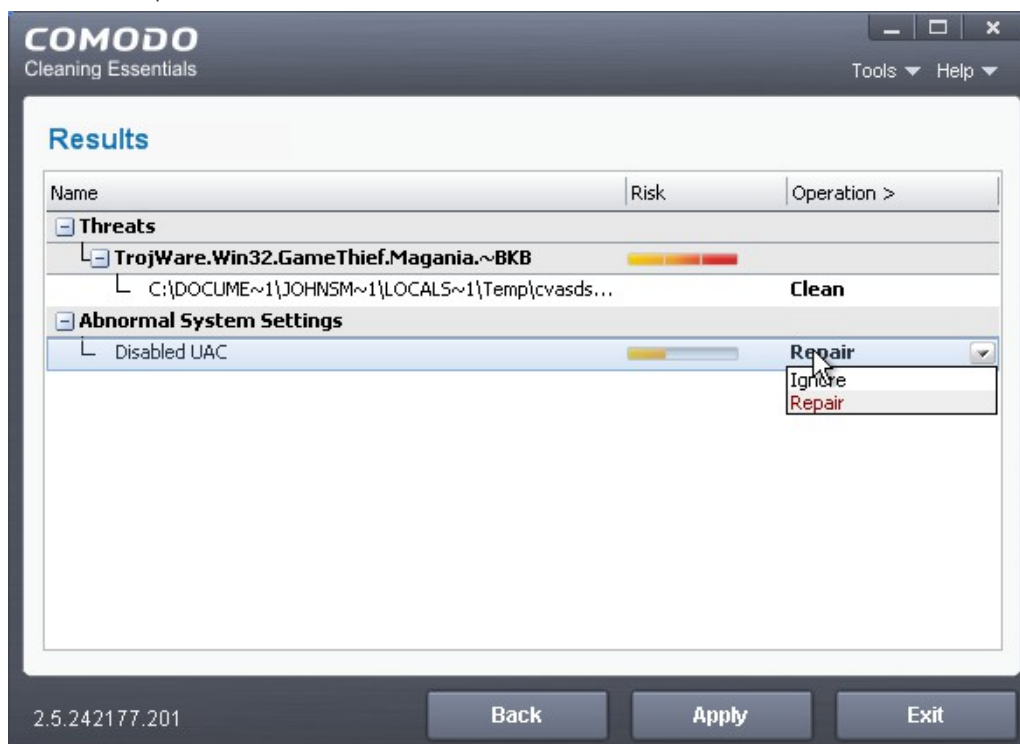 COMODO
Cleaning Essentials
Tools Help
Results
Name Risk Operation >
Threats
TrojWare.Win32.GameThief.Magania.~BKB
C:\DOCUME~1\JOHNSM~1\LOCALS~1\Temp\cvasds... Clean
Abnormal System Settings
Disabled UAC Repair
Ignore
Repair
2.5.242177.201 Back Apply Exit